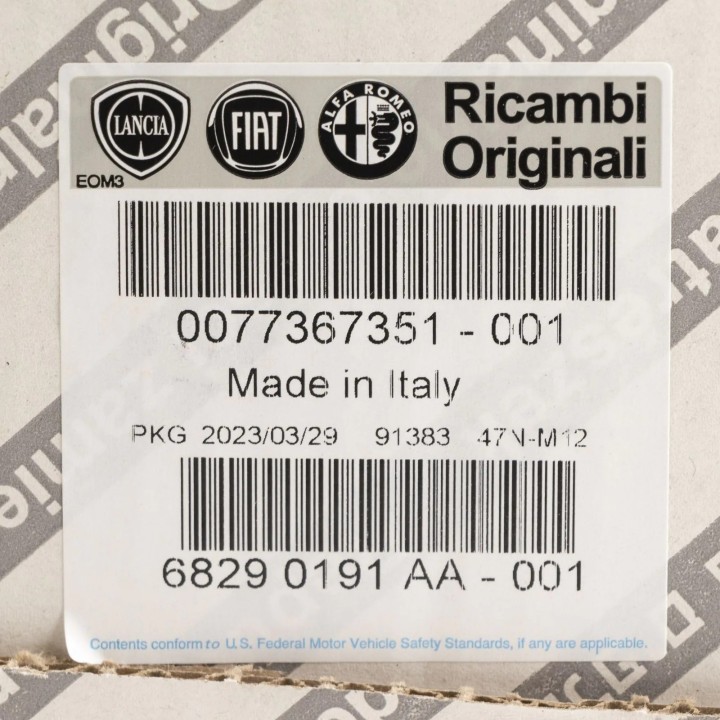 LANCIA
FIAT
ALFA ROMEO
Ricambi
Originali
EOM3
0077367351 - 001
Made in Italy
PKG 2023/03/29 91383 47N-M12
6829 0191 AA - 001
Contents conform to U.S. Federal Motor Vehicle Safety Standards, if any are applicable.